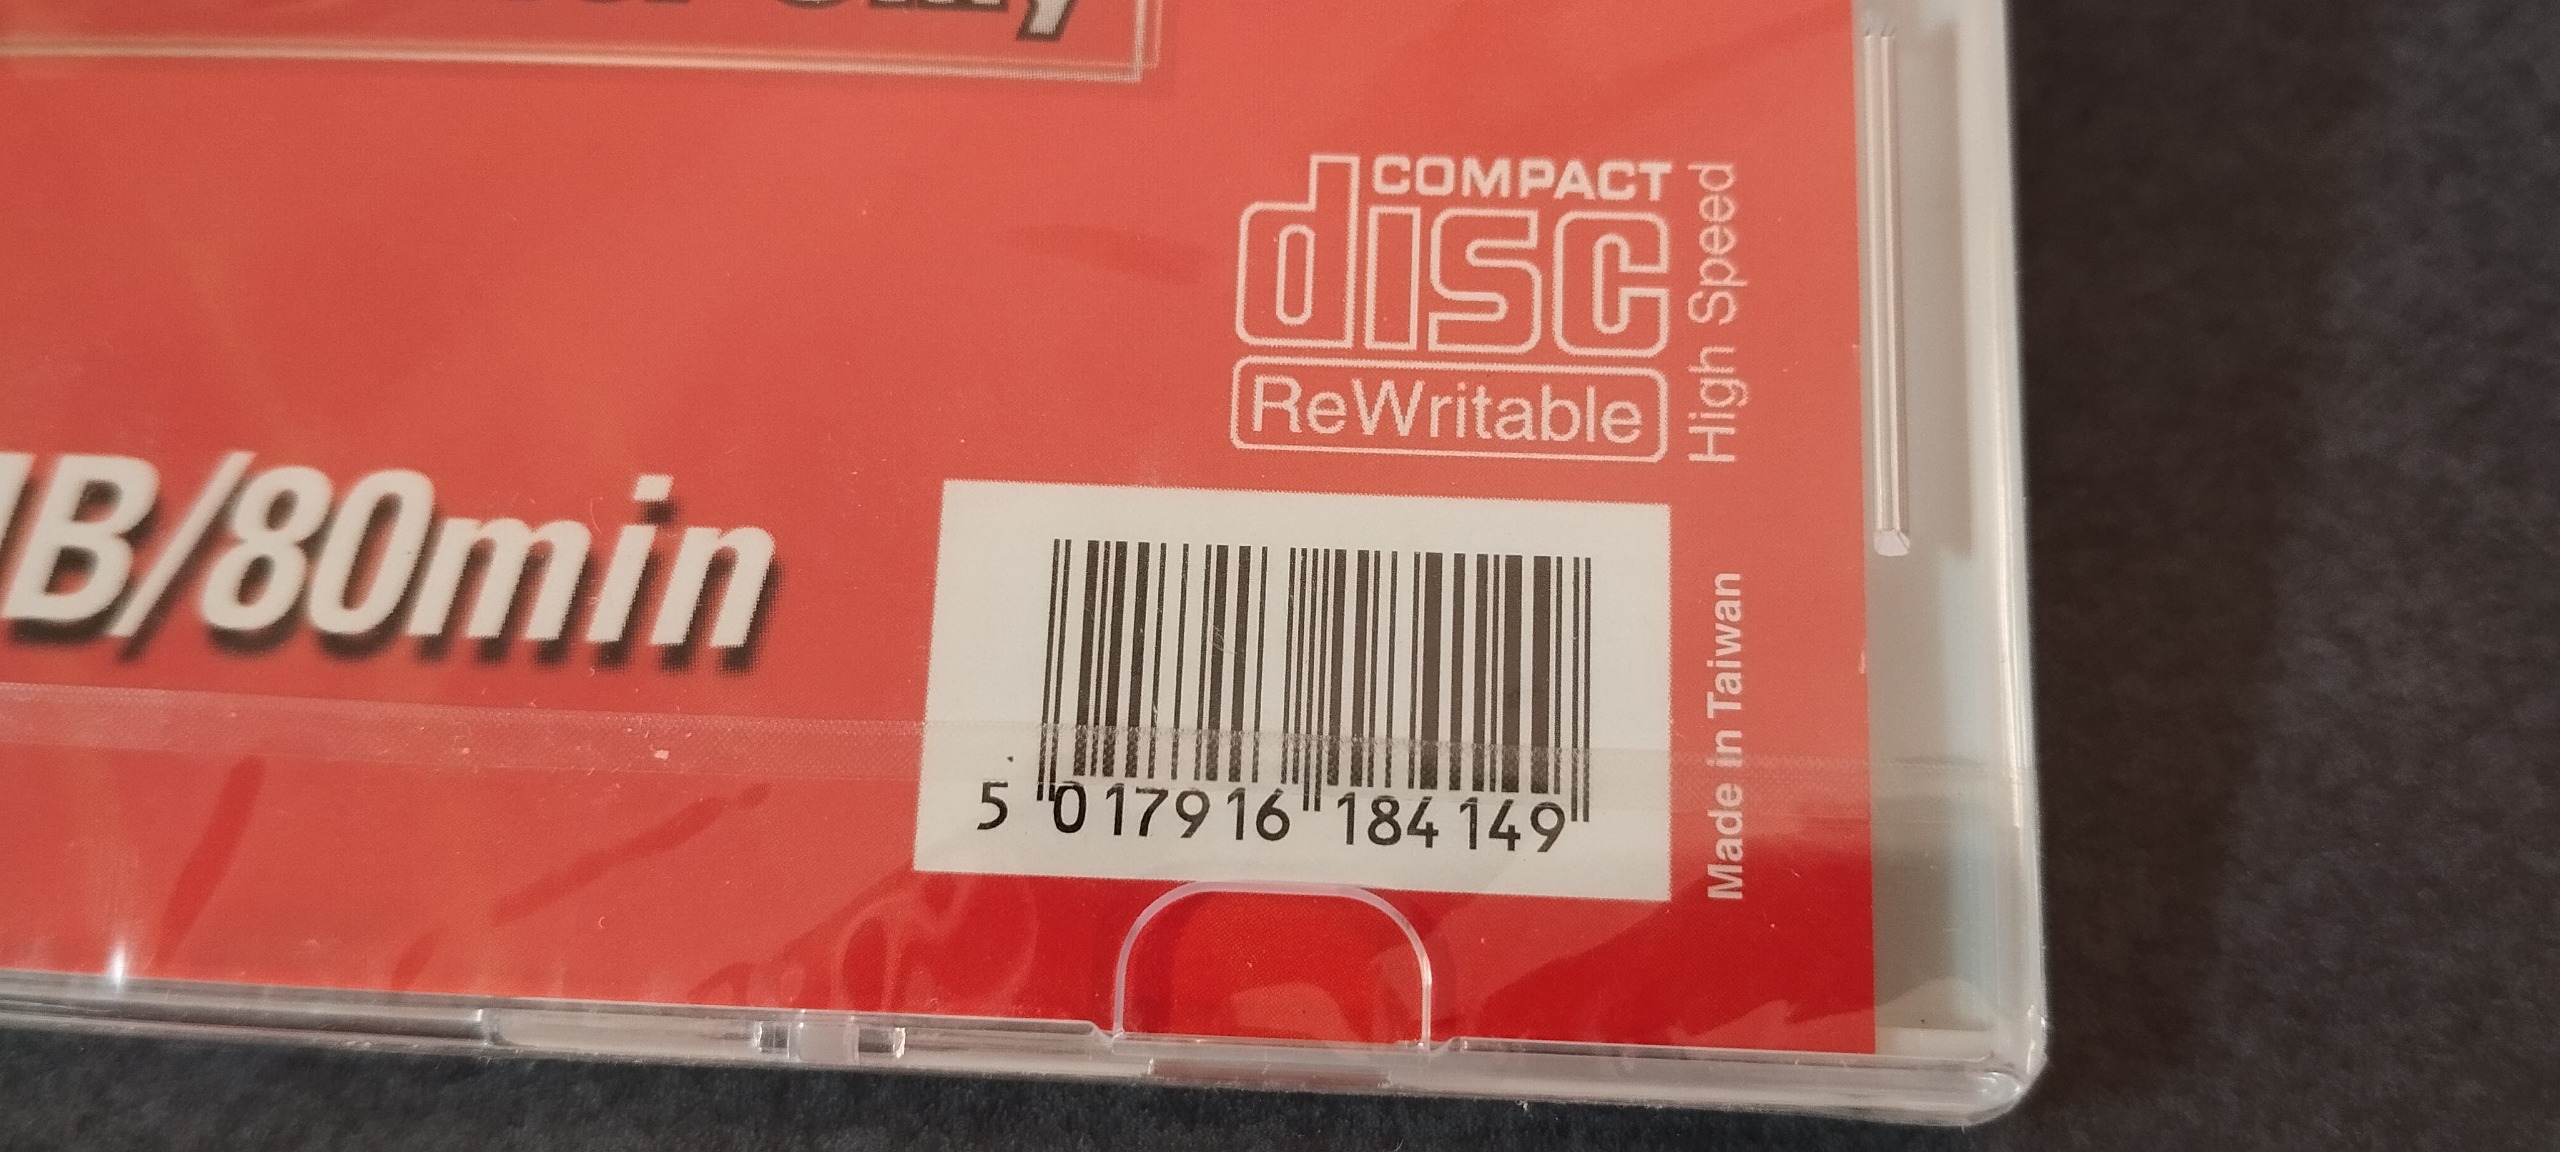 COMPACT
disc
ReWritable
High Speed
B/80min
5 017916 184149
Made in Taiwan